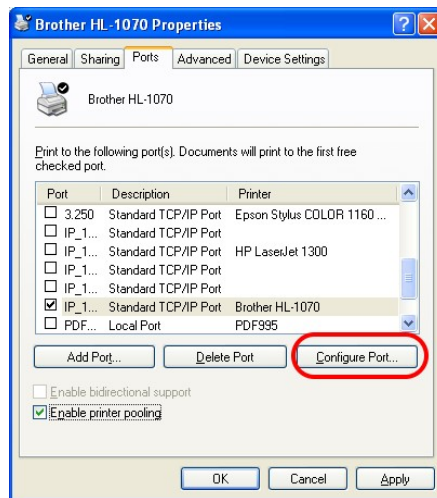 Brother HL-1070 Properties
General Sharing Ports Advanced Device Settings
Brother HL-1070
Print to the following port(s). Documents will print to the first free
checked port.
Port Description Printer
3.250 Standard TCP/IP Port Epson Stylus COLOR 1160 ...
IP_1... Standard TCP/IP Port
IP_1... Standard TCP/IP Port HP LaserJet 1300
IP_1... Standard TCP/IP Port
IP_1... Standard TCP/IP Port
IP_1... Standard TCP/IP Port Brother HL-1070
PDF... Local Port PDF995
Add Port... Delete Port Configure Port...
Enable bidirectional support
Enable printer pooling
OK Cancel Apply